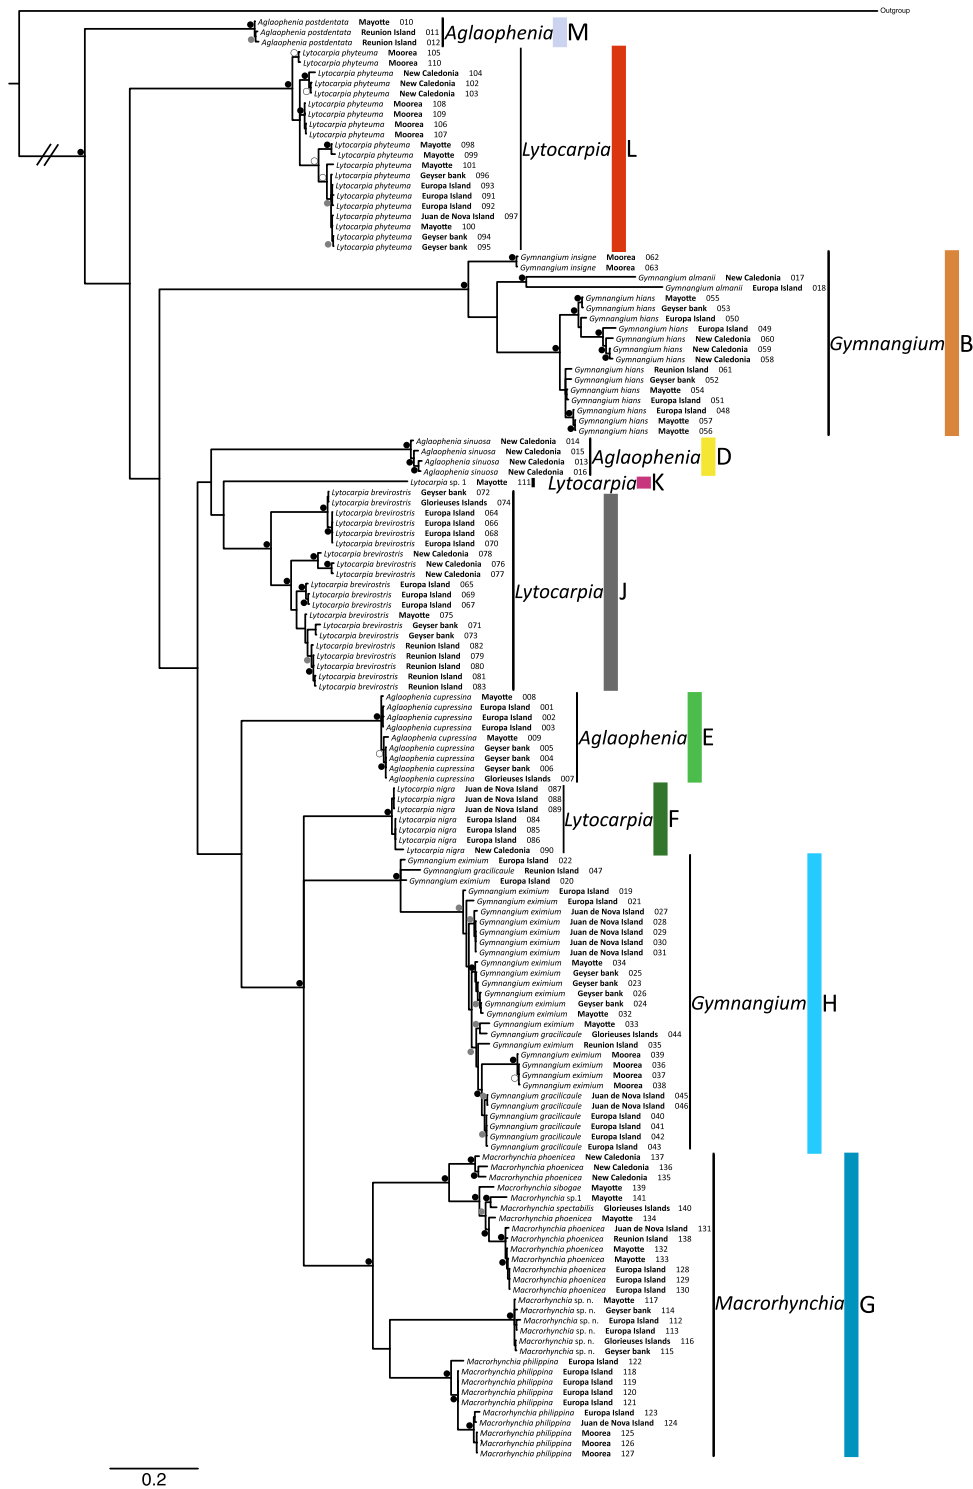 Outgroup
Aglaophenia postdentata Mayotte 010
Aglaophenia postdentata Reunion Island 011
Aglaophenia postdentata Reunion Island 012
Aglaophenia M
Lytocarpia phyteuma Moorea 105
Lytocarpia phyteuma Moorea 110
Lytocarpia phyteuma New Caledonia 104
Lytocarpia phyteuma New Caledonia 102
Lytocarpia phyteuma New Caledonia 103
Lytocarpia phyteuma Moorea 108
Lytocarpia phyteuma Moorea 109
Lytocarpia phyteuma Moorea 106
Lytocarpia phyteuma Moorea 107
Lytocarpia phyteuma Mayotte 098
Lytocarpia phyteuma Mayotte 099
Lytocarpia phyteuma Mayotte 101
Lytocarpia phyteuma Geyser bank 096
Lytocarpia phyteuma Europa Island 093
Lytocarpia phyteuma Europa Island 091
Lytocarpia phyteuma Europa Island 092
Lytocarpia phyteuma Juan de Nova Island 097
Lytocarpia phyteuma Mayotte 100
Lytocarpia phyteuma Geyser bank 094
Lytocarpia phyteuma Geyser bank 095
Lytocarpia L
Gymnangium insigne Moorea 062
Gymnangium insigne Moorea 063
Gymnangium almanii New Caledonia 017
Gymnangium almanii Europa Island 018
Gymnangium hians Mayotte 055
Gymnangium hians Geyser bank 053
Gymnangium hians Europa Island 050
Gymnangium hians Europa Island 049
Gymnangium hians New Caledonia 060
Gymnangium hians New Caledonia 059
Gymnangium hians New Caledonia 058
Gymnangium hians Reunion Island 061
Gymnangium hians Geyser bank 052
Gymnangium hians Mayotte 054
Gymnangium hians Europa Island 051
Gymnangium hians Europa Island 048
Gymnangium hians Mayotte 057
Gymnangium hians Mayotte 056
Gymnangium B
Aglaophenia sinuosa New Caledonia 014
Aglaophenia sinuosa New Caledonia 015
Aglaophenia sinuosa New Caledonia 013
Aglaophenia sinuosa New Caledonia 016
Aglaophenia D
Lytocarpia sp. 1 Mayotte 111
Lytocarpia K
Lytocarpia brevirostris Geyser bank 072
Lytocarpia brevirostris Glorieuses Islands 074
Lytocarpia brevirostris Europa Island 064
Lytocarpia brevirostris Europa Island 066
Lytocarpia brevirostris Europa Island 068
Lytocarpia brevirostris Europa Island 070
Lytocarpia brevirostris New Caledonia 078
Lytocarpia brevirostris New Caledonia 076
Lytocarpia brevirostris New Caledonia 077
Lytocarpia brevirostris Europa Island 065
Lytocarpia brevirostris Europa Island 069
Lytocarpia brevirostris Europa Island 067
Lytocarpia brevirostris Mayotte 075
Lytocarpia brevirostris Geyser bank 071
Lytocarpia brevirostris Geyser bank 073
Lytocarpia brevirostris Reunion Island 082
Lytocarpia brevirostris Reunion Island 079
Lytocarpia brevirostris Reunion Island 080
Lytocarpia brevirostris Reunion Island 081
Lytocarpia brevirostris Reunion Island 083
Lytocarpia J
Aglaophenia cupressina Mayotte 008
Aglaophenia cupressina Europa Island 001
Aglaophenia cupressina Europa Island 002
Aglaophenia cupressina Europa Island 003
Aglaophenia cupressina Mayotte 009
Aglaophenia cupressina Geyser bank 005
Aglaophenia cupressina Geyser bank 004
Aglaophenia cupressina Geyser bank 006
Aglaophenia cupressina Glorieuses Islands 007
Aglaophenia E
Lytocarpia nigra Juan de Nova Island 087
Lytocarpia nigra Juan de Nova Island 088
Lytocarpia nigra Juan de Nova Island 089
Lytocarpia nigra Europa Island 084
Lytocarpia nigra Europa Island 085
Lytocarpia nigra Europa Island 086
Lytocarpia nigra New Caledonia 090
Lytocarpia F
Gymnangium eximium Europa Island 022
Gymnangium gracilicaule Reunion Island 047
Gymnangium eximium Europa Island 020
Gymnangium eximium Europa Island 019
Gymnangium eximium Europa Island 021
Gymnangium eximium Juan de Nova Island 027
Gymnangium eximium Juan de Nova Island 028
Gymnangium eximium Juan de Nova Island 029
Gymnangium eximium Juan de Nova Island 030
Gymnangium eximium Juan de Nova Island 031
Gymnangium eximium Mayotte 034
Gymnangium eximium Geyser bank 025
Gymnangium eximium Geyser bank 023
Gymnangium eximium Geyser bank 026
Gymnangium eximium Geyser bank 024
Gymnangium eximium Mayotte 032
Gymnangium eximium Mayotte 033
Gymnangium gracilicaule Glorieuses Islands 044
Gymnangium eximium Reunion Island 035
Gymnangium eximium Moorea 039
Gymnangium eximium Moorea 036
Gymnangium eximium Moorea 037
Gymnangium eximium Moorea 038
Gymnangium gracilicaule Juan de Nova Island 045
Gymnangium gracilicaule Juan de Nova Island 046
Gymnangium gracilicaule Europa Island 040
Gymnangium gracilicaule Europa Island 041
Gymnangium gracilicaule Europa Island 042
Gymnangium gracilicaule Europa Island 043
Gymnangium H
Macrorhynchia phoenicea New Caledonia 137
Macrorhynchia phoenicea New Caledonia 136
Macrorhynchia phoenicea New Caledonia 135
Macrorhynchia sibogae Mayotte 139
Macrorhynchia sp.1 Mayotte 141
Macrorhynchia spectabilis Glorieuses Islands 140
Macrorhynchia phoenicea Mayotte 134
Macrorhynchia phoenicea Juan de Nova Island 131
Macrorhynchia phoenicea Reunion Island 138
Macrorhynchia phoenicea Mayotte 132
Macrorhynchia phoenicea Mayotte 133
Macrorhynchia phoenicea Europa Island 128
Macrorhynchia phoenicea Europa Island 129
Macrorhynchia phoenicea Europa Island 130
Macrorhynchia sp. n. Mayotte 117
Macrorhynchia sp. n. Geyser bank 114
Macrorhynchia sp. n. Europa Island 112
Macrorhynchia sp. n. Europa Island 113
Macrorhynchia sp. n. Glorieuses Islands 116
Macrorhynchia sp. n. Geyser bank 115
Macrorhynchia philippina Europa Island 122
Macrorhynchia philippina Europa Island 118
Macrorhynchia philippina Europa Island 119
Macrorhynchia philippina Europa Island 120
Macrorhynchia philippina Europa Island 121
Macrorhynchia philippina Europa Island 123
Macrorhynchia philippina Juan de Nova Island 124
Macrorhynchia philippina Moorea 125
Macrorhynchia philippina Moorea 126
Macrorhynchia philippina Moorea 127
Macrorhynchia G
0.2